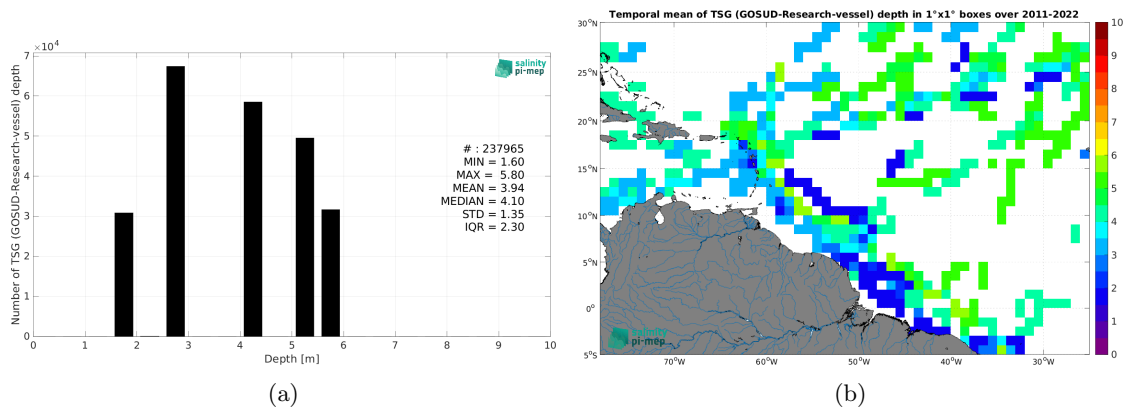 ×10⁴
7
6
5
4
3
2
1
0
Number of TSG (GOSUD-Research-vessel) depth
salinity
pi-mep
# : 237965
MIN = 1.60
MAX = 5.80
MEAN = 3.94
MEDIAN = 4.10
STD = 1.35
IQR = 2.30
0 1 2 3 4 5 6 7 8 9 10
Depth [m]
(a)
Temporal mean of TSG (GOSUD-Research-vessel) depth in 1°x1° boxes over 2011-2022
30°N
25°N
20°N
15°N
10°N
5°N
0°
5°S
70°W 60°W 50°W 40°W 30°W
salinity
pi-mep
10
9
8
7
6
5
4
3
2
1
0
(b)